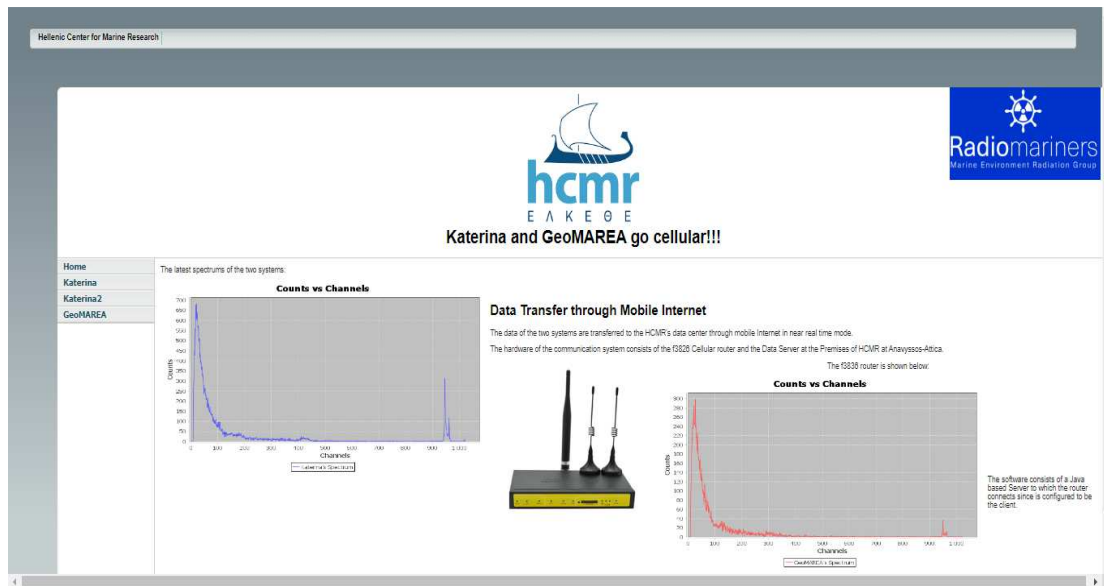 Hellenic Center for Marine Research
hcmr
ΕΛΚΕΘΕ
Radiomariners
Marine Environment Radiation Group
Katerina and GeoMAREA go cellular!!!
Home
Katerina
Katerina2
GeoMAREA
The latest spectrums of the two systems:
Counts vs Channels
Counts
Channels
Katerina's Spectrum
Data Transfer through Mobile Internet
The data of the two systems are transferred to the HCMR's data center through mobile Internet in near real time mode.
The hardware of the communication system consists of the f3826 Cellular router and the Data Server at the Premises of HCMR at Anavyssos-Attica.
The f3836 router is shown below:
Counts vs Channels
Counts
Channels
GeoMAREA's Spectrum
The software consists of a Java
based Server to which the router
connects since is configured to be
the client.